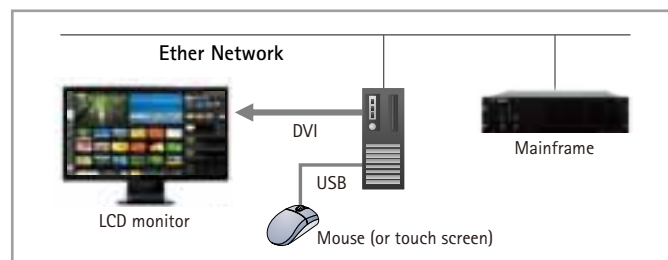 Ether Network
DVI
Mainframe
USB
LCD monitor
Mouse (or touch screen)